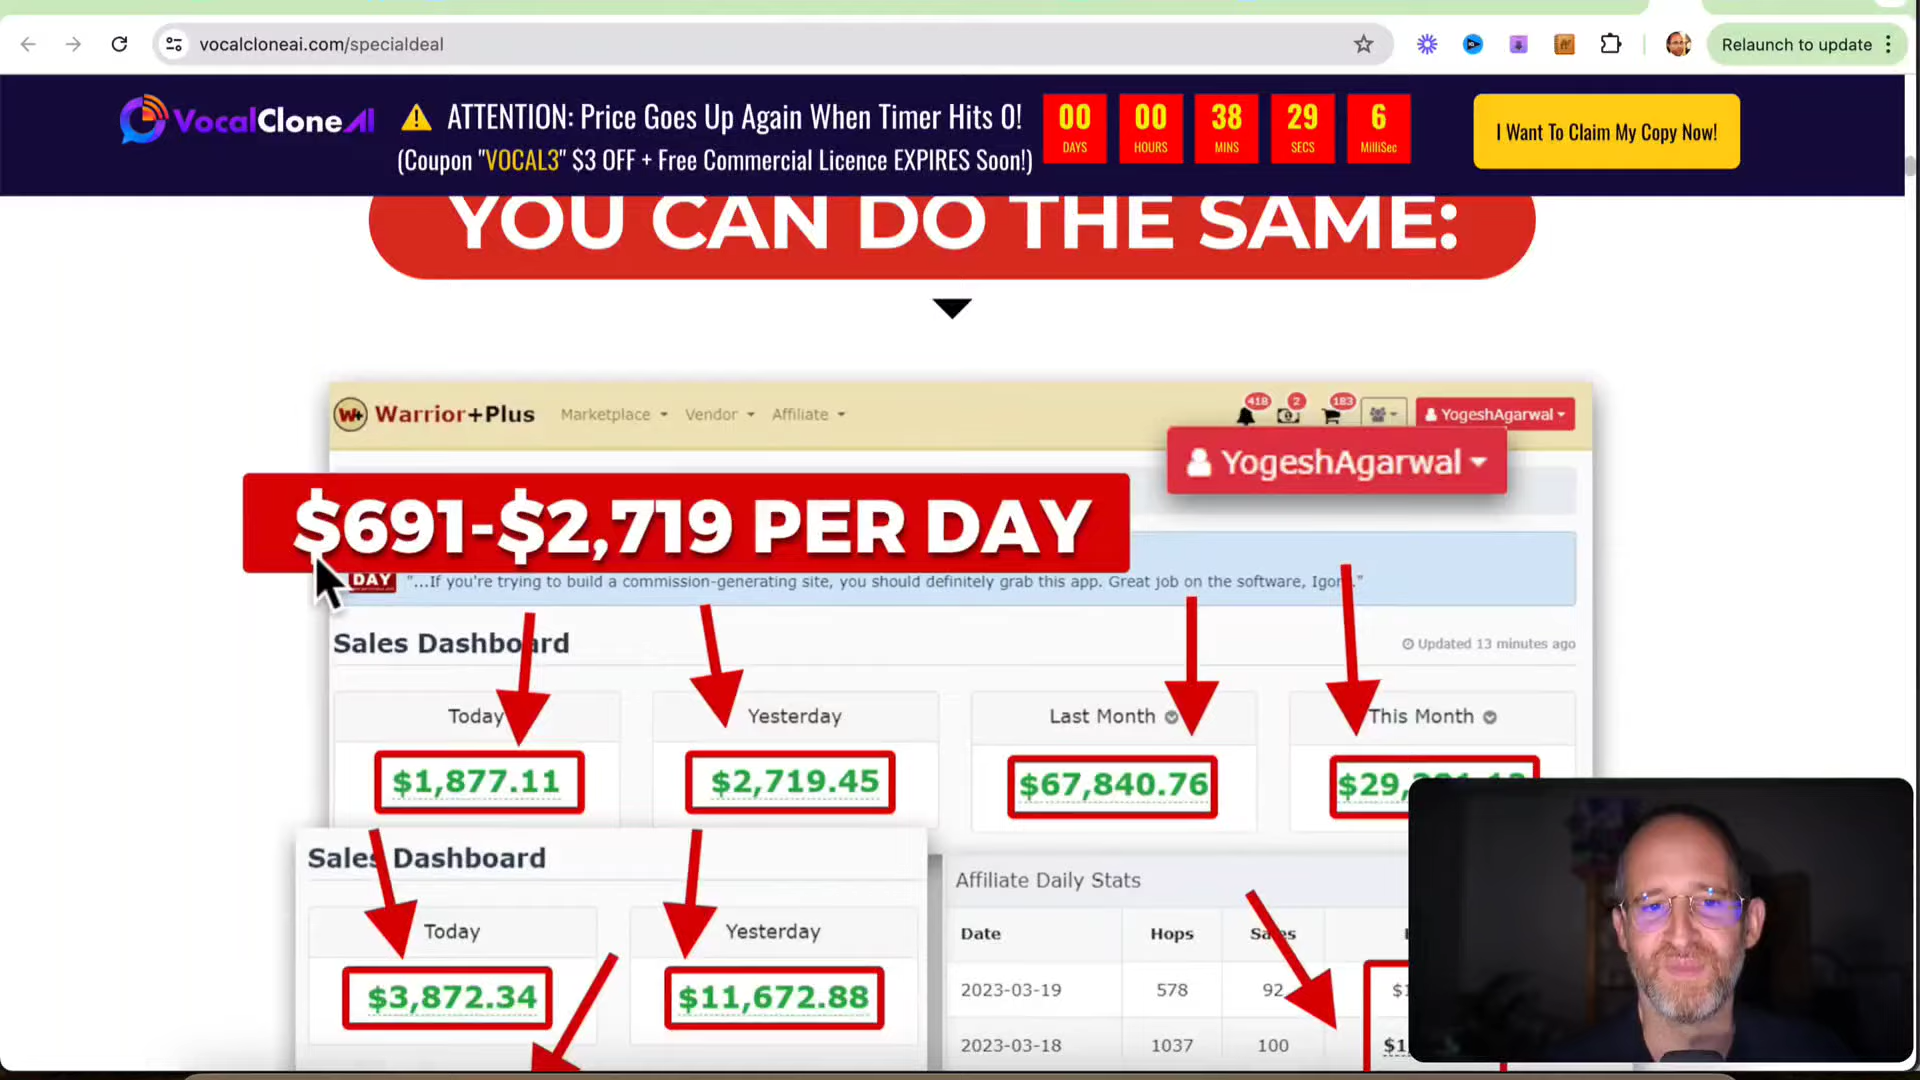 vocalcloneai.com/specialdeal
Relaunch to update
VocalCloneAI
ATTENTION: Price Goes Up Again When Timer Hits 0!
(Coupon "VOCAL3" $3 OFF + Free Commercial Licence EXPIRES Soon!)
00 00 38 29 6
DAYS HOURS MINS SECS MilliSec
I Want To Claim My Copy Now!
YOU CAN DO THE SAME:
W+ Warrior+Plus Marketplace Vendor Affiliate 418 2 183 YogeshAgarwal
YogeshAgarwal
$691-$2,719 PER DAY
DAY "...If you're trying to build a commission-generating site, you should definitely grab this app. Great job on the software, Igor."
Sales Dashboard
Updated 13 minutes ago
Today Yesterday Last Month This Month
$1,877.11 $2,719.45 $67,840.76 $29,
Sales Dashboard
Today Yesterday
$3,872.34 $11,672.88
Affiliate Daily Stats
Date Hops Sales
2023-03-19 578 92
2023-03-18 1037 100